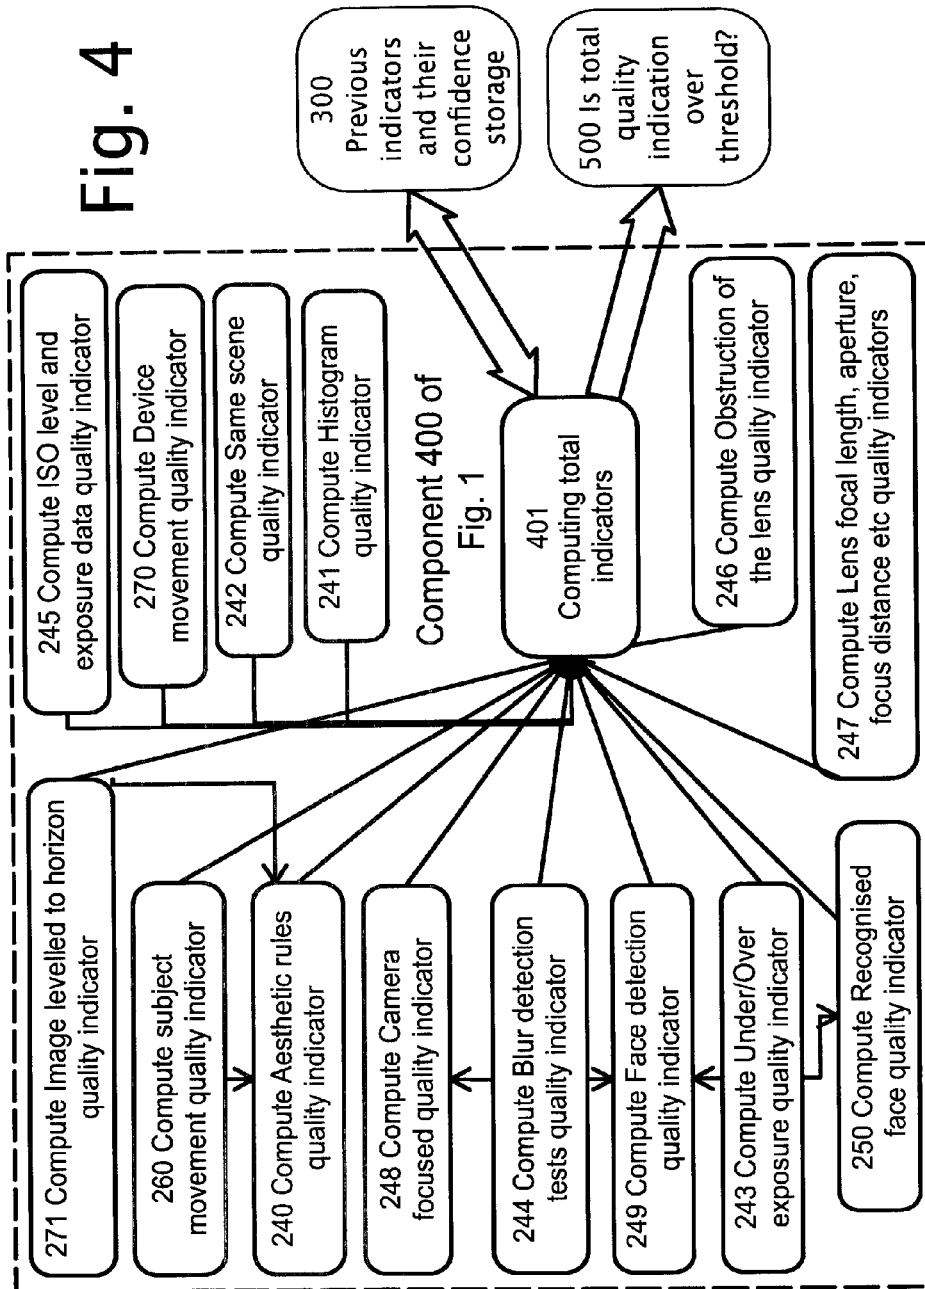 Fig. 4
271 Compute Image levelled to horizon
quality indicator
260 Compute subject
movement quality indicator
240 Compute Aesthetic rules
quality indicator
248 Compute Camera
focused quality indicator
244 Compute Blur detection
tests quality indicator
249 Compute Face detection
quality indicator
243 Compute Under/Over
exposure quality indicator
250 Compute Recognised
face quality indicator
245 Compute ISO level and
exposure data quality indicator
270 Compute Device
movement quality indicator
242 Compute Same scene
quality indicator
241 Compute Histogram
quality indicator
Component 400 of
Fig. 1
401
Computing total
indicators
246 Compute Obstruction of
the lens quality indicator
247 Compute Lens focal length, aperture,
focus distance etc quality indicators
300
Previous
indicators
and their
confidence
storage
500 Is total
quality
indication
over
threshold?